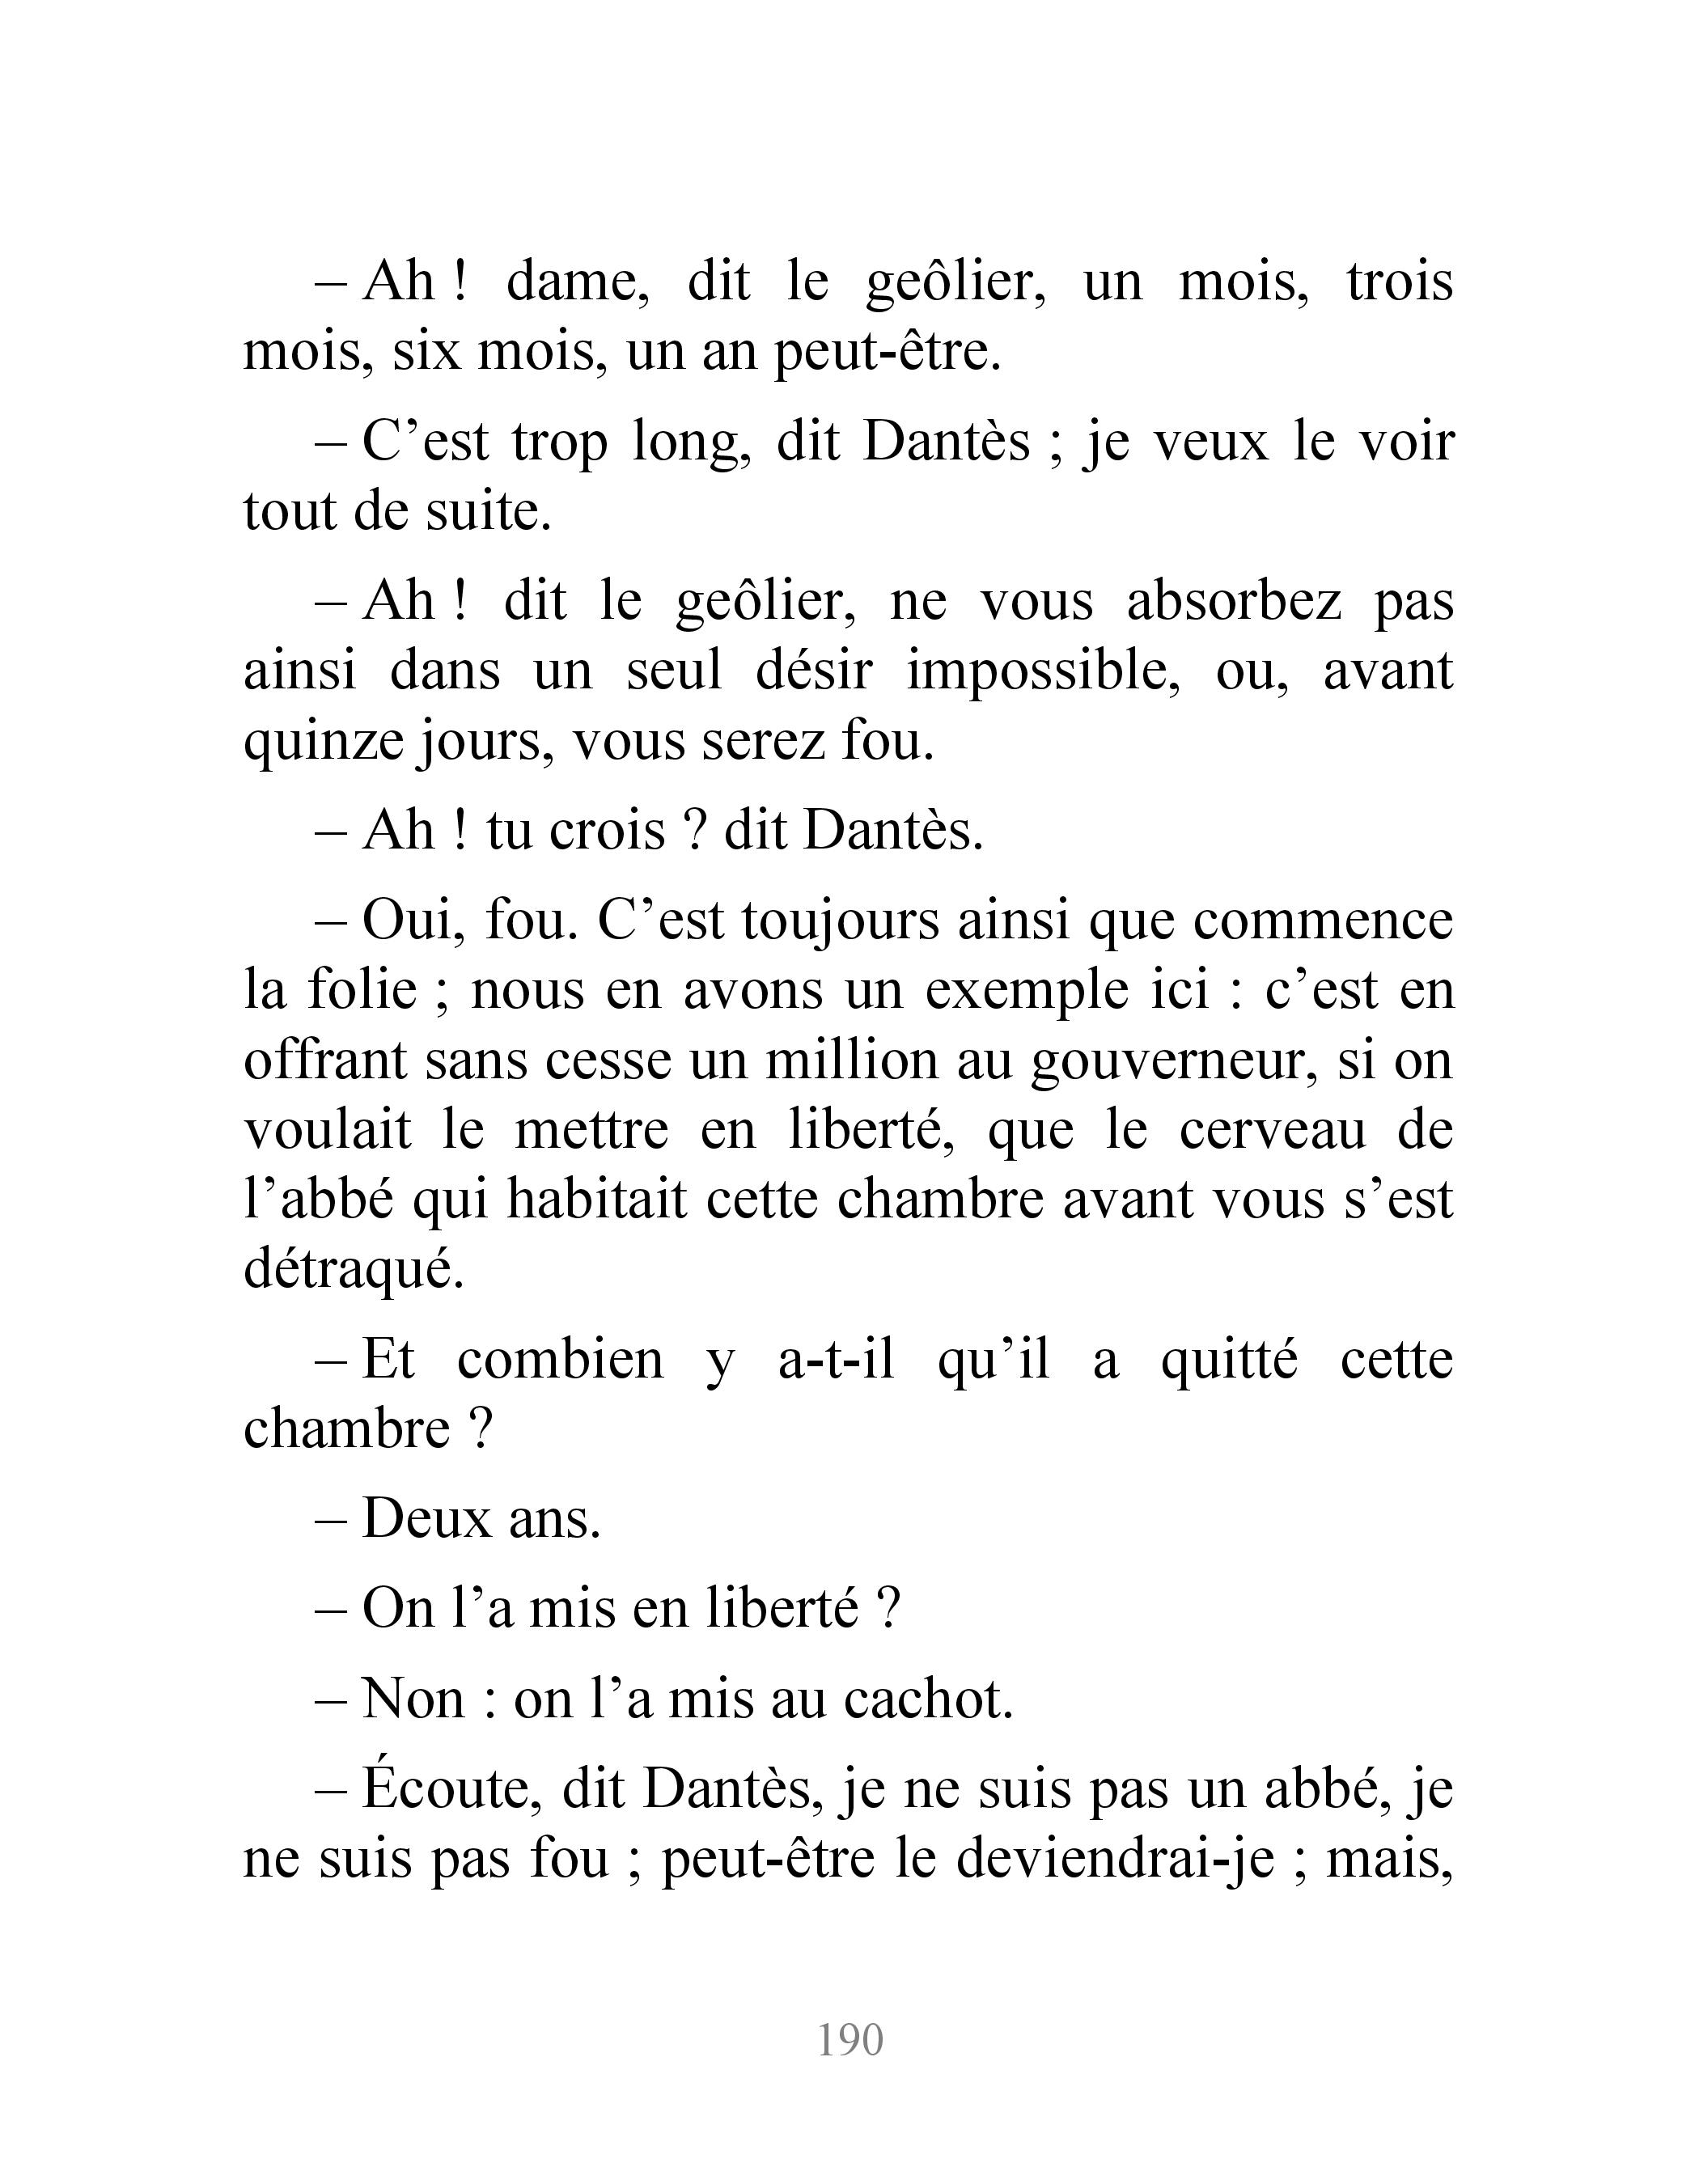 – Ah ! dame, dit le geôlier, un mois, trois
mois, six mois, un an peut-être.
– C’est trop long, dit Dantès ; je veux le voir
tout de suite.
– Ah ! dit le geôlier, ne vous absorbez pas
ainsi dans un seul désir impossible, ou, avant
quinze jours, vous serez fou.
– Ah ! tu crois ? dit Dantès.
– Oui, fou. C’est toujours ainsi que commence
la folie ; nous en avons un exemple ici : c’est en
offrant sans cesse un million au gouverneur, si on
voulait le mettre en liberté, que le cerveau de
l’abbé qui habitait cette chambre avant vous s’est
détraqué.
– Et combien y a-t-il qu’il a quitté cette
chambre ?
– Deux ans.
– On l’a mis en liberté ?
– Non : on l’a mis au cachot.
– Écoute, dit Dantès, je ne suis pas un abbé, je
ne suis pas fou ; peut-être le deviendrai-je ; mais,
190